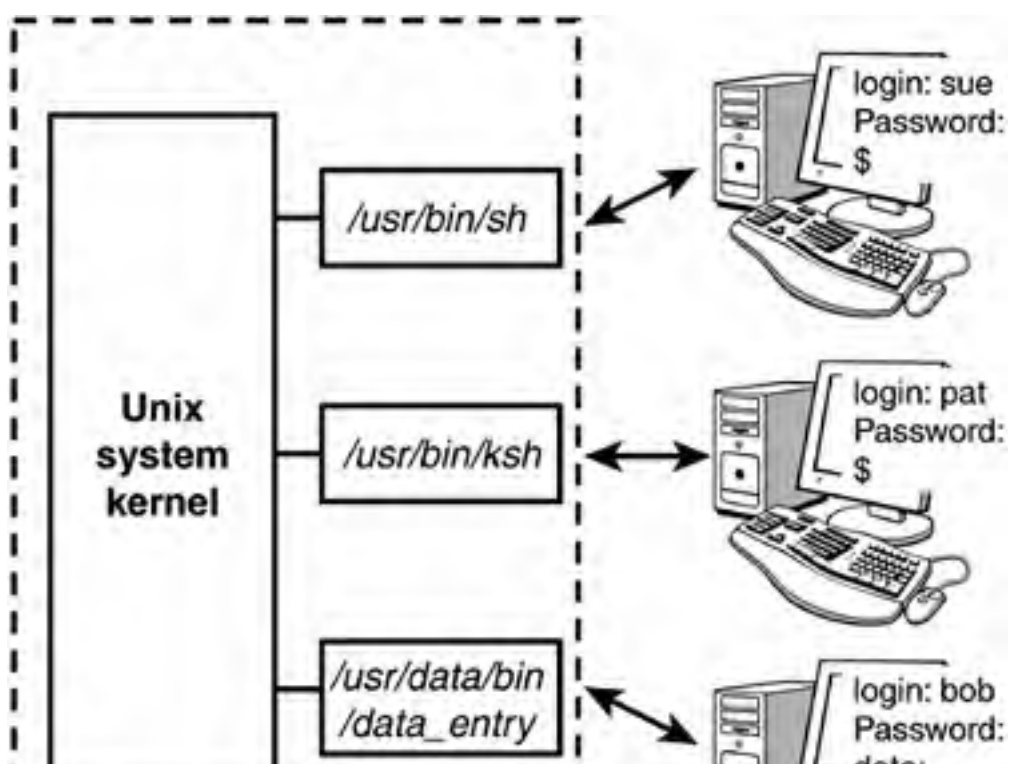 login: sue
Password:
$
/usr/bin/sh
Unix
system
kernel
/usr/bin/ksh
login: pat
Password:
$
/usr/data/bin
/data_entry
login: bob
Password: